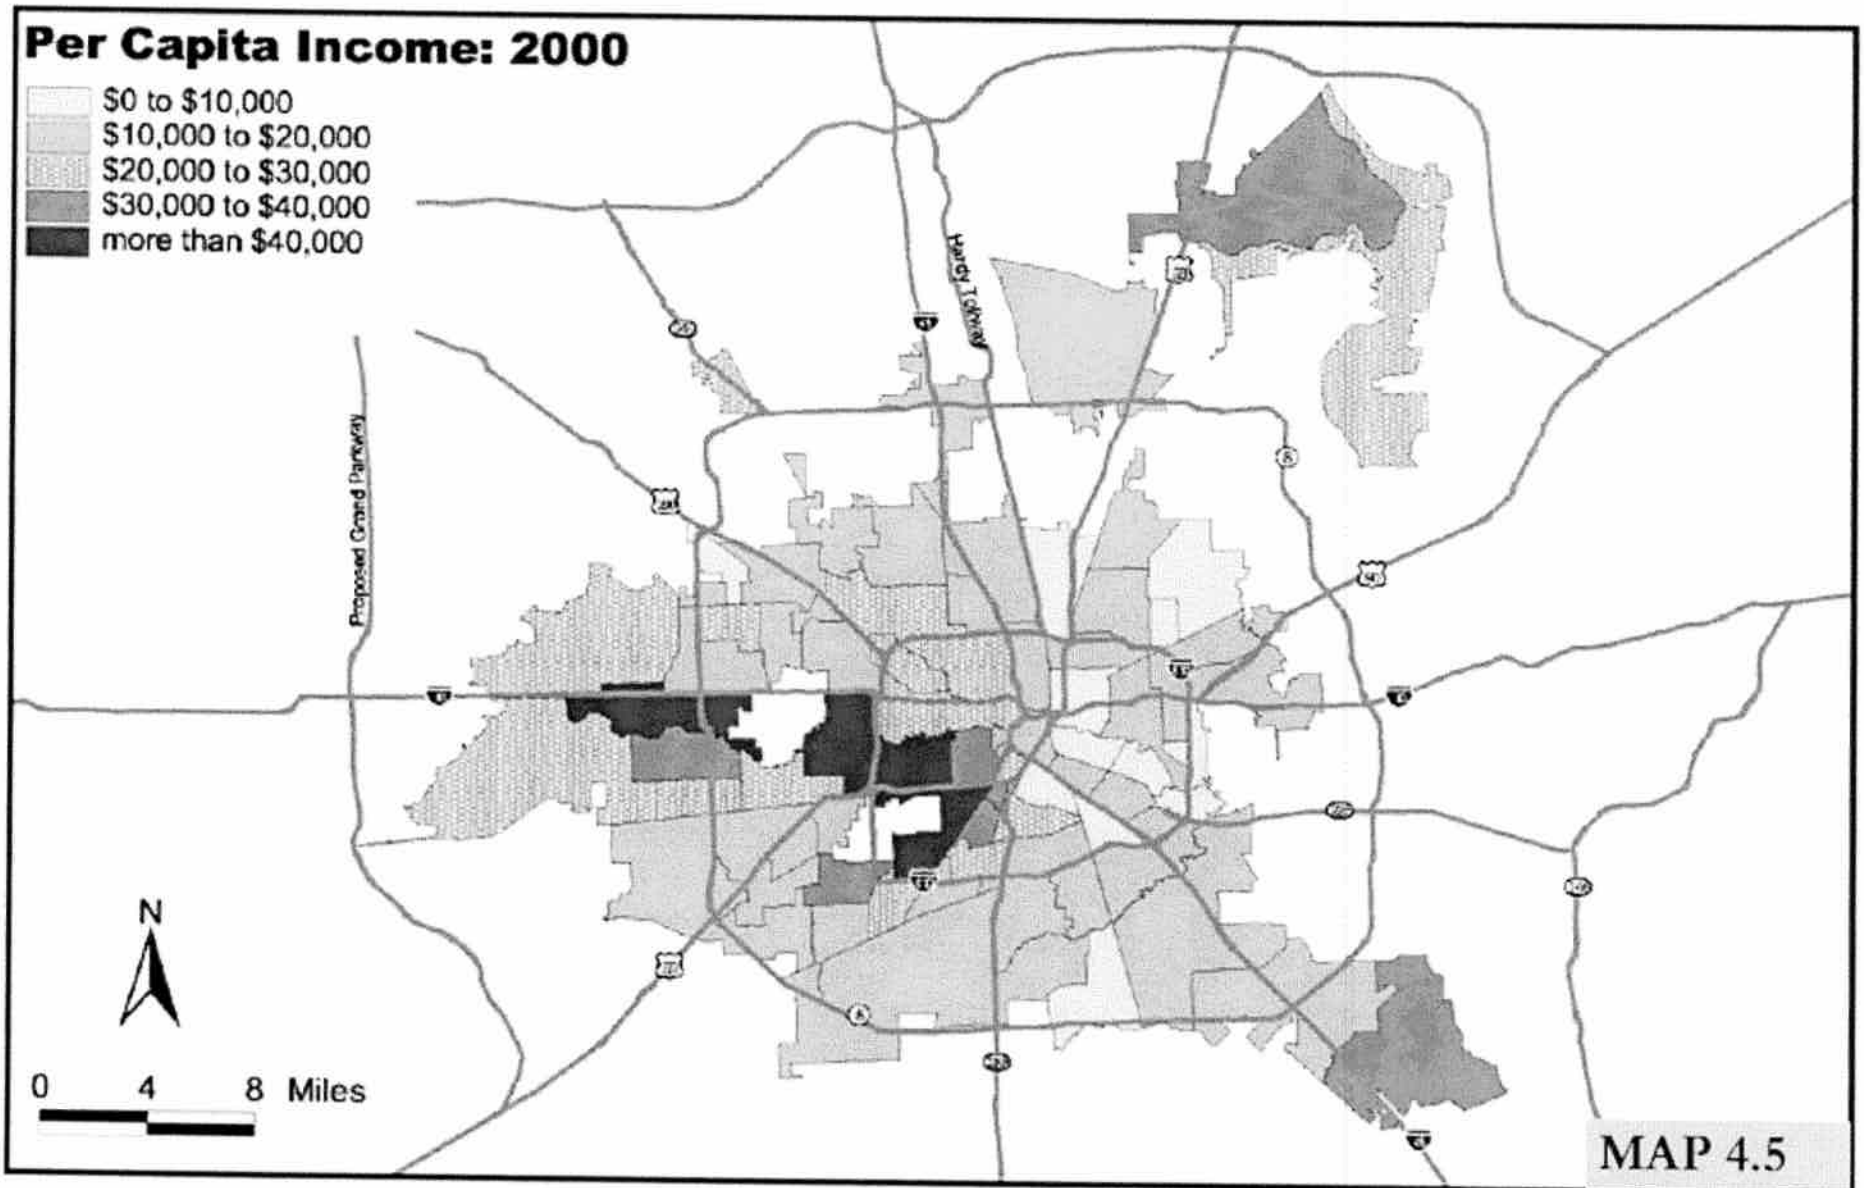 Per Capita Income: 2000
$0 to $10,000
$10,000 to $20,000
$20,000 to $30,000
$30,000 to $40,000
more than $40,000
Hardy Tollway
Proposed Grand Parkway
8
8
N
0 4 8 Miles
MAP 4.5